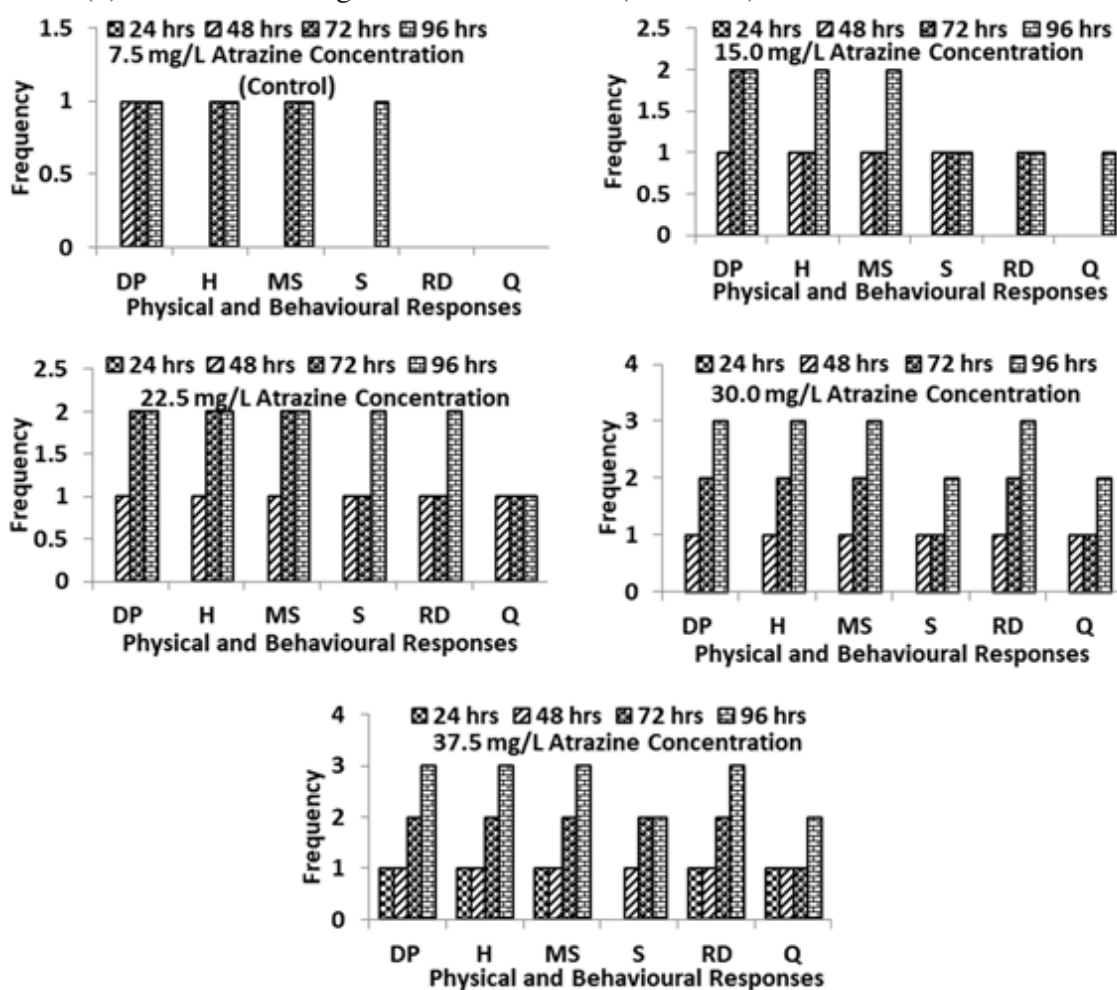 24 hrs 48 hrs 72 hrs 96 hrs
7.5 mg/L Atrazine Concentration
(Control)
1.5
1
0.5
0
Frequency
DP H MS S RD Q
Physical and Behavioural Responses
24 hrs 48 hrs 72 hrs 96 hrs
15.0 mg/L Atrazine Concentration
2.5
2
1.5
1
0.5
0
Frequency
DP H MS S RD Q
Physical and Behavioural Responses
24 hrs 48 hrs 72 hrs 96 hrs
22.5 mg/L Atrazine Concentration
2.5
2
1.5
1
0.5
0
Frequency
DP H MS S RD Q
Physical and Behavioural Responses
24 hrs 48 hrs 72 hrs 96 hrs
30.0 mg/L Atrazine Concentration
4
3
2
1
0
Frequency
DP H MS S RD Q
Physical and Behavioural Responses
24 hrs 48 hrs 72 hrs 96 hrs
37.5 mg/L Atrazine Concentration
4
3
2
1
0
Frequency
DP H MS S RD Q
Physical and Behavioural Responses